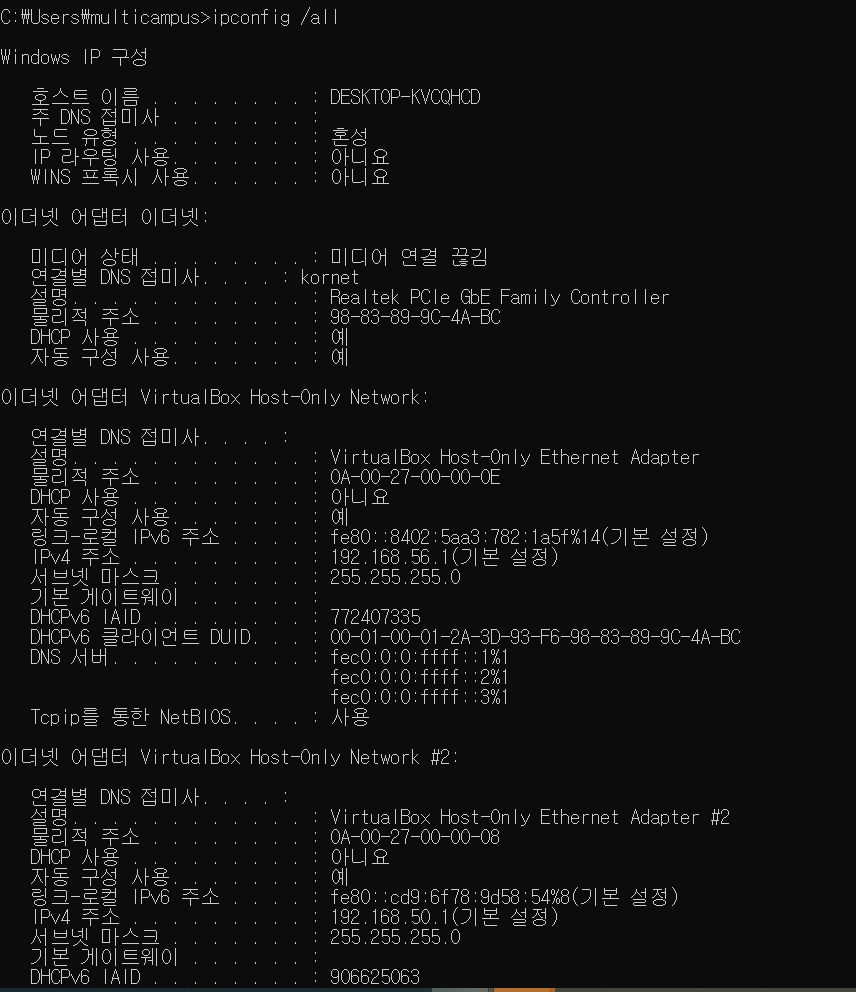 C:\Users\multicampus>ipconfig /all
Windows IP 구성
호스트 이름 . . . . . . . . : DESKTOP-KVCQHCD
주 DNS 접미사 . . . . . . . :
노드 유형 . . . . . . . . . : 혼성
IP 라우팅 사용. . . . . . . : 아니요
WINS 프록시 사용. . . . . . : 아니요
이더넷 어댑터 이더넷:
미디어 상태 . . . . . . . . : 미디어 연결 끊김
연결별 DNS 접미사. . . . : kornet
설명. . . . . . . . . . . . : Realtek PCIe GbE Family Controller
물리적 주소 . . . . . . . . : 98-83-89-9C-4A-BC
DHCP 사용 . . . . . . . . . : 예
자동 구성 사용. . . . . . . : 예
이더넷 어댑터 VirtualBox Host-Only Network:
연결별 DNS 접미사. . . . :
설명. . . . . . . . . . . . : VirtualBox Host-Only Ethernet Adapter
물리적 주소 . . . . . . . . : 0A-00-27-00-00-0E
DHCP 사용 . . . . . . . . . : 아니요
자동 구성 사용. . . . . . . : 예
링크-로컬 IPv6 주소 . . . . : fe80::8402:5aa3:782:1a5f%14(기본 설정)
IPv4 주소 . . . . . . . . . : 192.168.56.1(기본 설정)
서브넷 마스크 . . . . . . . : 255.255.255.0
기본 게이트웨이 . . . . . . :
DHCPv6 IAID . . . . . . . . : 772407335
DHCPv6 클라이언트 DUID. . . : 00-01-00-01-2A-3D-93-F6-98-83-89-9C-4A-BC
DNS 서버. . . . . . . . . . : fec0:0:0:ffff::1%1
fec0:0:0:ffff::2%1
fec0:0:0:ffff::3%1
Tcpip를 통한 NetBIOS. . . . : 사용
이더넷 어댑터 VirtualBox Host-Only Network #2:
연결별 DNS 접미사. . . . :
설명. . . . . . . . . . . . : VirtualBox Host-Only Ethernet Adapter #2
물리적 주소 . . . . . . . . : 0A-00-27-00-00-08
DHCP 사용 . . . . . . . . . : 아니요
자동 구성 사용. . . . . . . : 예
링크-로컬 IPv6 주소 . . . . : fe80::cd9:6f78:9d58:54%8(기본 설정)
IPv4 주소 . . . . . . . . . : 192.168.50.1(기본 설정)
서브넷 마스크 . . . . . . . : 255.255.255.0
기본 게이트웨이 . . . . . . :
DHCPv6 IAID . . . . . . . . : 906625063